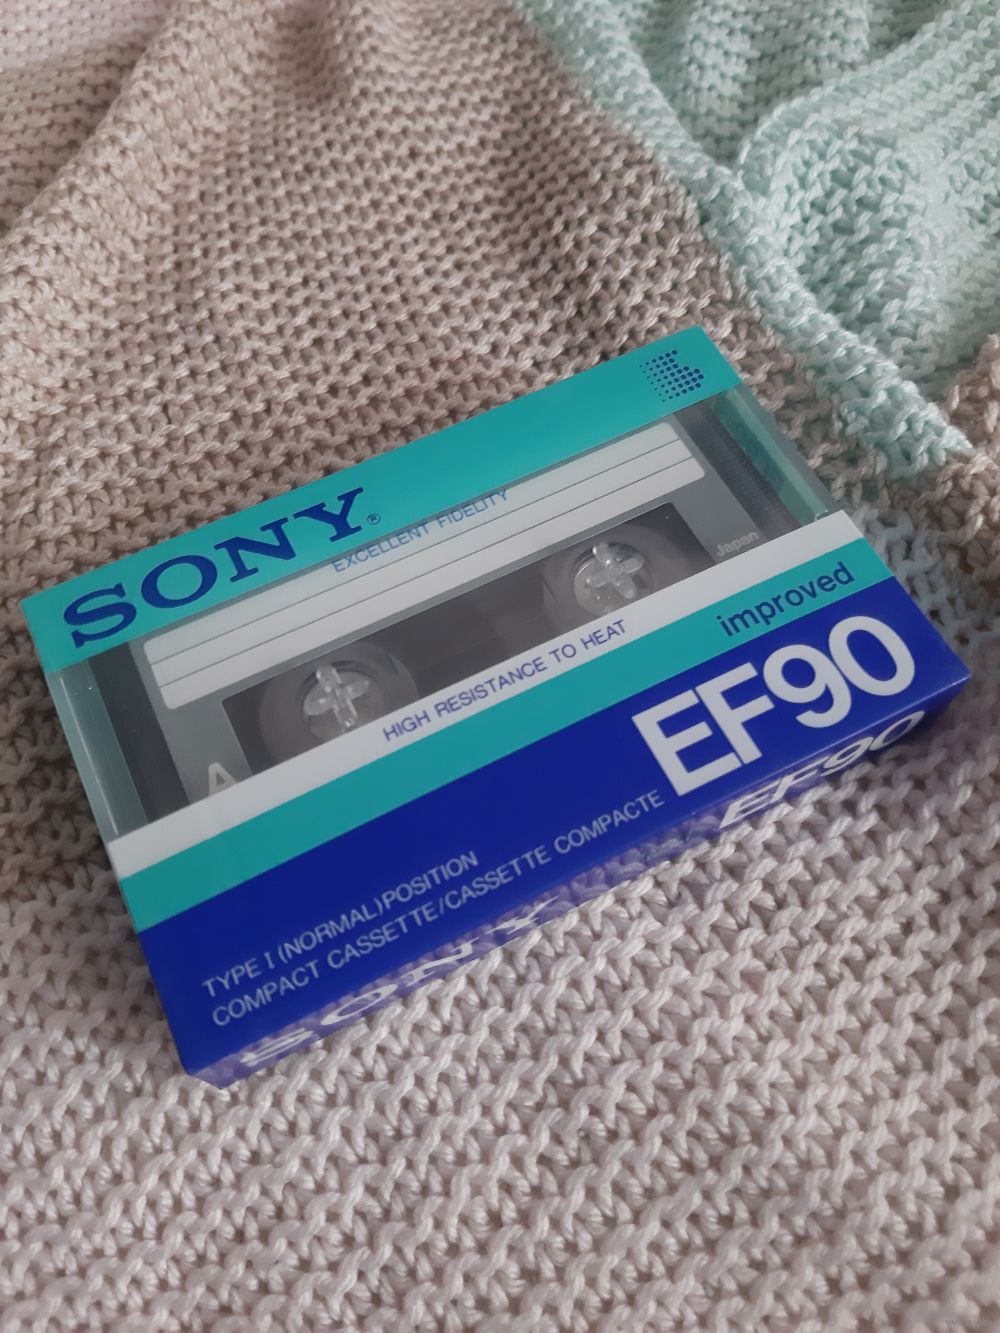 SONY®
EXCELLENT FIDELITY
Japan
A
HIGH RESISTANCE TO HEAT
improved
EF90
TYPE I (NORMAL) POSITION
COMPACT CASSETTE/CASSETTE COMPACTE
SONY
EF90